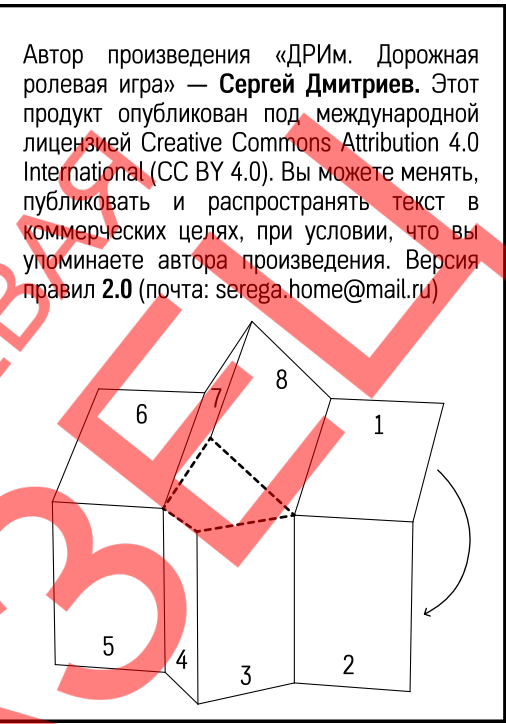 Автор произведения «ДРИм. Дорожная
ролевая игра» — Сергей Дмитриев. Этот
продукт опубликован под международной
лицензией Creative Commons Attribution 4.0
International (CC BY 4.0). Вы можете менять,
публиковать и распространять текст в
коммерческих целях, при условии, что вы
упоминаете автора произведения. Версия
правил 2.0 (почта: serega.home@mail.ru)
6
7
8
1
5
4
3
2